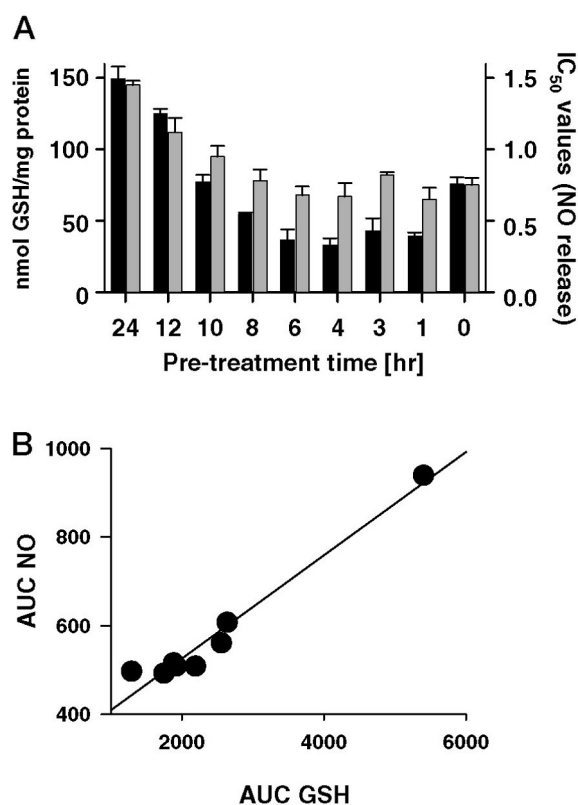 A
nmol GSH/mg protein
150
100
50
0
1.5
1.0
0.5
0.0
IC50 values (NO release)
24 12 10 8 6 4 3 1 0
Pre-treatment time [hr]
B
AUC NO
1000
800
600
400
2000 4000 6000
AUC GSH